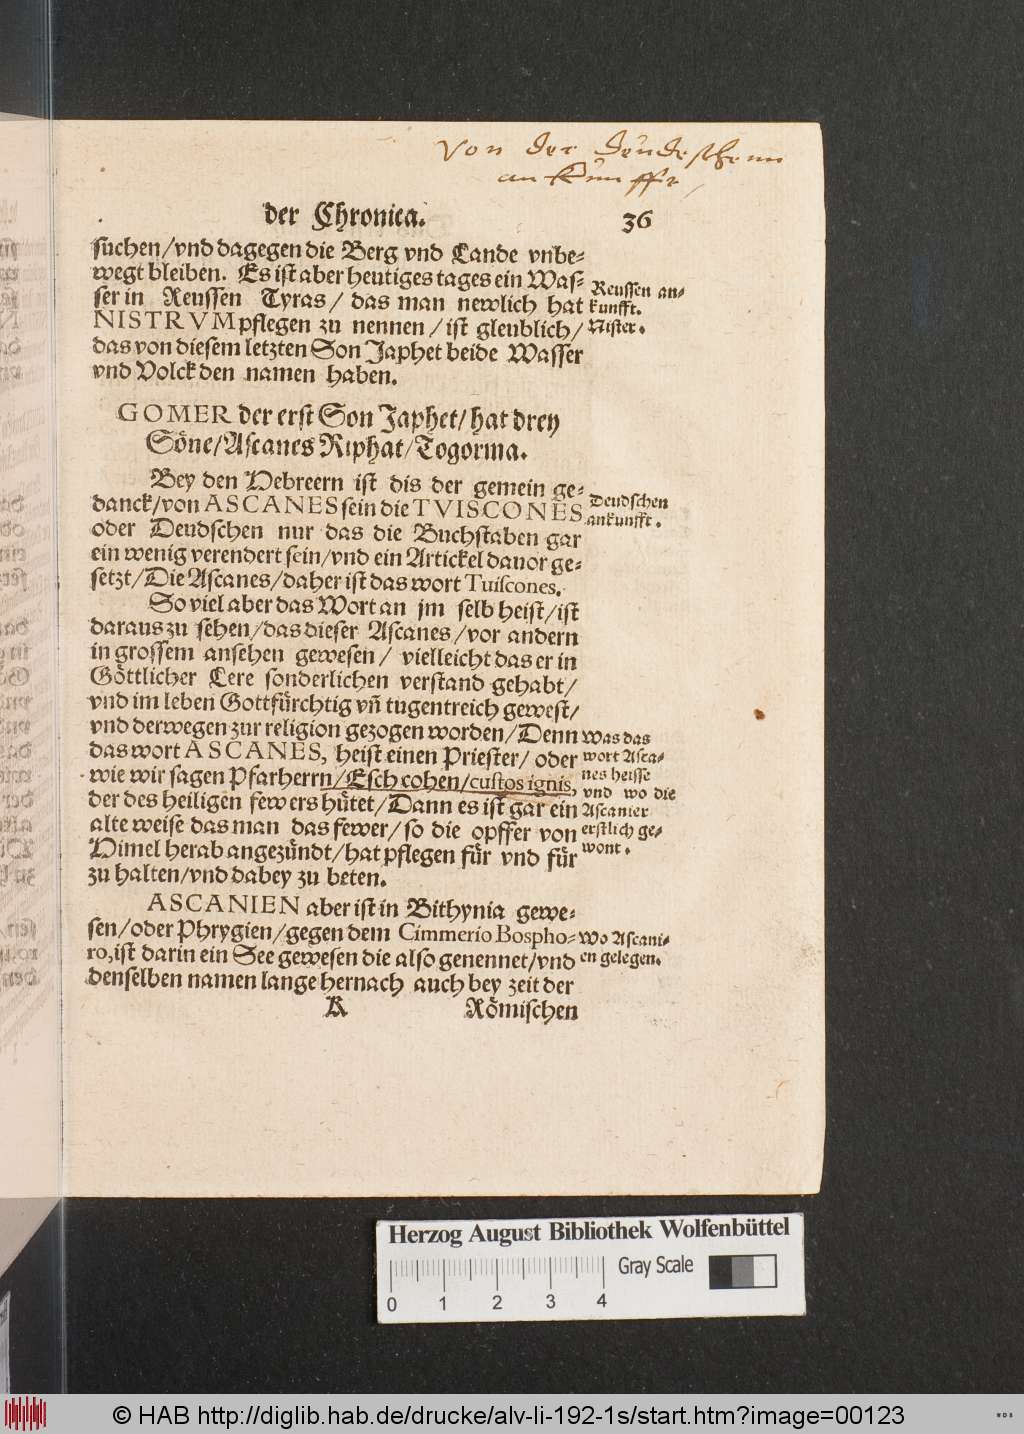 Von der deudeschenn
ankunfft
der Chronica. 36
suchen/vnd dagegen die Berg vnd Lande vnbe-
wegt bleiben. Es ist aber heutiges tages ein Was-
ser in Reussen Tyras/ das man newlich hat
NISTRVM pflegen zu nennen/ist gleublich/
das von diesem letzten Son Japhet beide Wasser
vnd Volck den namen haben.
Reussen an-
kunfft.
Nister.
GOMER der erst Son Japhet/hat drey
Söne/Ascanes Riphat/Togorma.
Bey den Hebreern ist dis der gemein ge-
danck/von ASCANES sein die TVISCONES
oder Deudschen nur das die Buchstaben gar
ein wenig verendert sein/vnd ein Artickel dauor ge-
setzt/Die Ascanes/daher ist das wort Tuiscones.
Deudschen
ankunfft.
So viel aber das Wort an jm selb heist/ist
daraus zu sehen/das dieser Ascanes/vor andern
in grossem ansehen gewesen/ vielleicht das er in
Göttlicher Lere sonderlichen verstand gehabt/
vnd im leben Gottfürchtig vñ tugentreich gewest/
vnd derwegen zur religion gezogen worden/Denn
das wort ASCANES, heist einen Priester/ oder
wie wir sagen Pfarherrn/Esch cohen/custos ignis,
der des heiligen fewers hütet/Dann es ist gar ein
alte weise das man das fewer/so die opffer von
Himel herab angezündt/hat pflegen für vnd für
zu halten/vnd dabey zu beten.
Was das
wort Asca-
nes heisse
vnd wo die
Ascanier
erstlich ge-
wont.
ASCANIEN aber ist in Bithynia gewe-
sen/oder Phrygien/gegen dem Cimmerio Bospho-
ro, ist darin ein See gewesen die also genennet/vnd
denselben namen lange hernach auch bey zeit der
Wo Ascani-
en gelegen.
K Römischen
Herzog August Bibliothek Wolfenbüttel
Gray Scale
0 1 2 3 4
© HAB http://diglib.hab.de/drucke/alv-li-192-1s/start.htm?image=00123